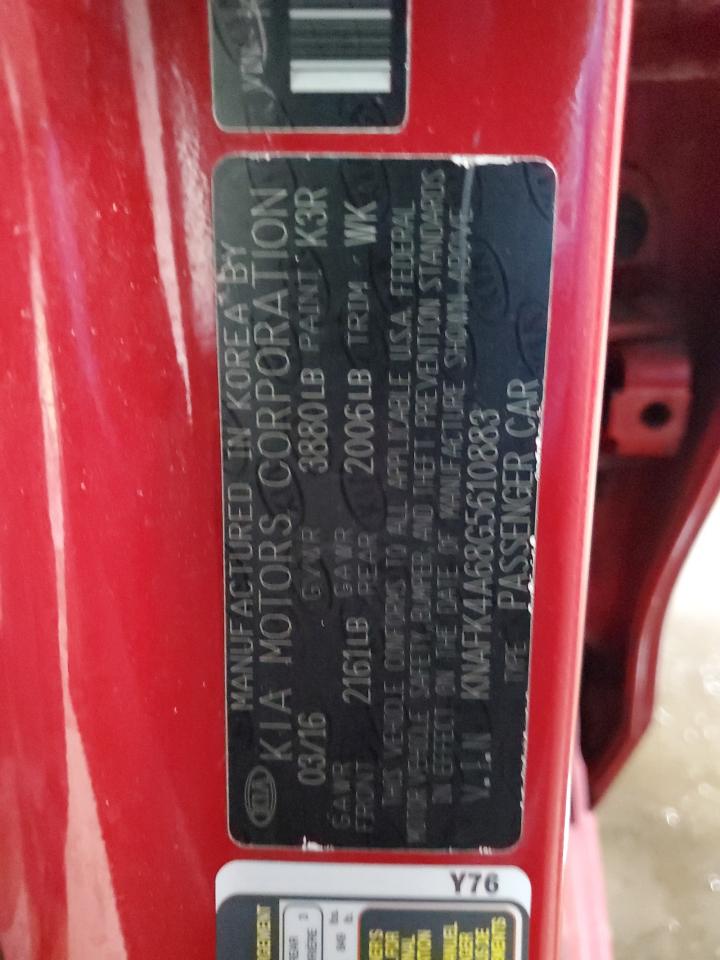 MANUFACTURED IN KOREA BY
KIA MOTORS CORPORATION
KIA
03/16 GVWR 3880LB PAINT K3R
GAWR FRONT 2161LB GAWR REAR 2006LB TRIM WK
THIS VEHICLE CONFORMS TO ALL APPLICABLE U.S.A FEDERAL
MOTOR VEHICLE SAFETY, BUMPER AND THEFT PREVENTION STANDARDS
IN EFFECT ON THE DATE OF MANUFACTURE SHOWN ABOVE
V.I.N KNAFK4A68G5610883
TYPE PASSENGER CAR
Y76